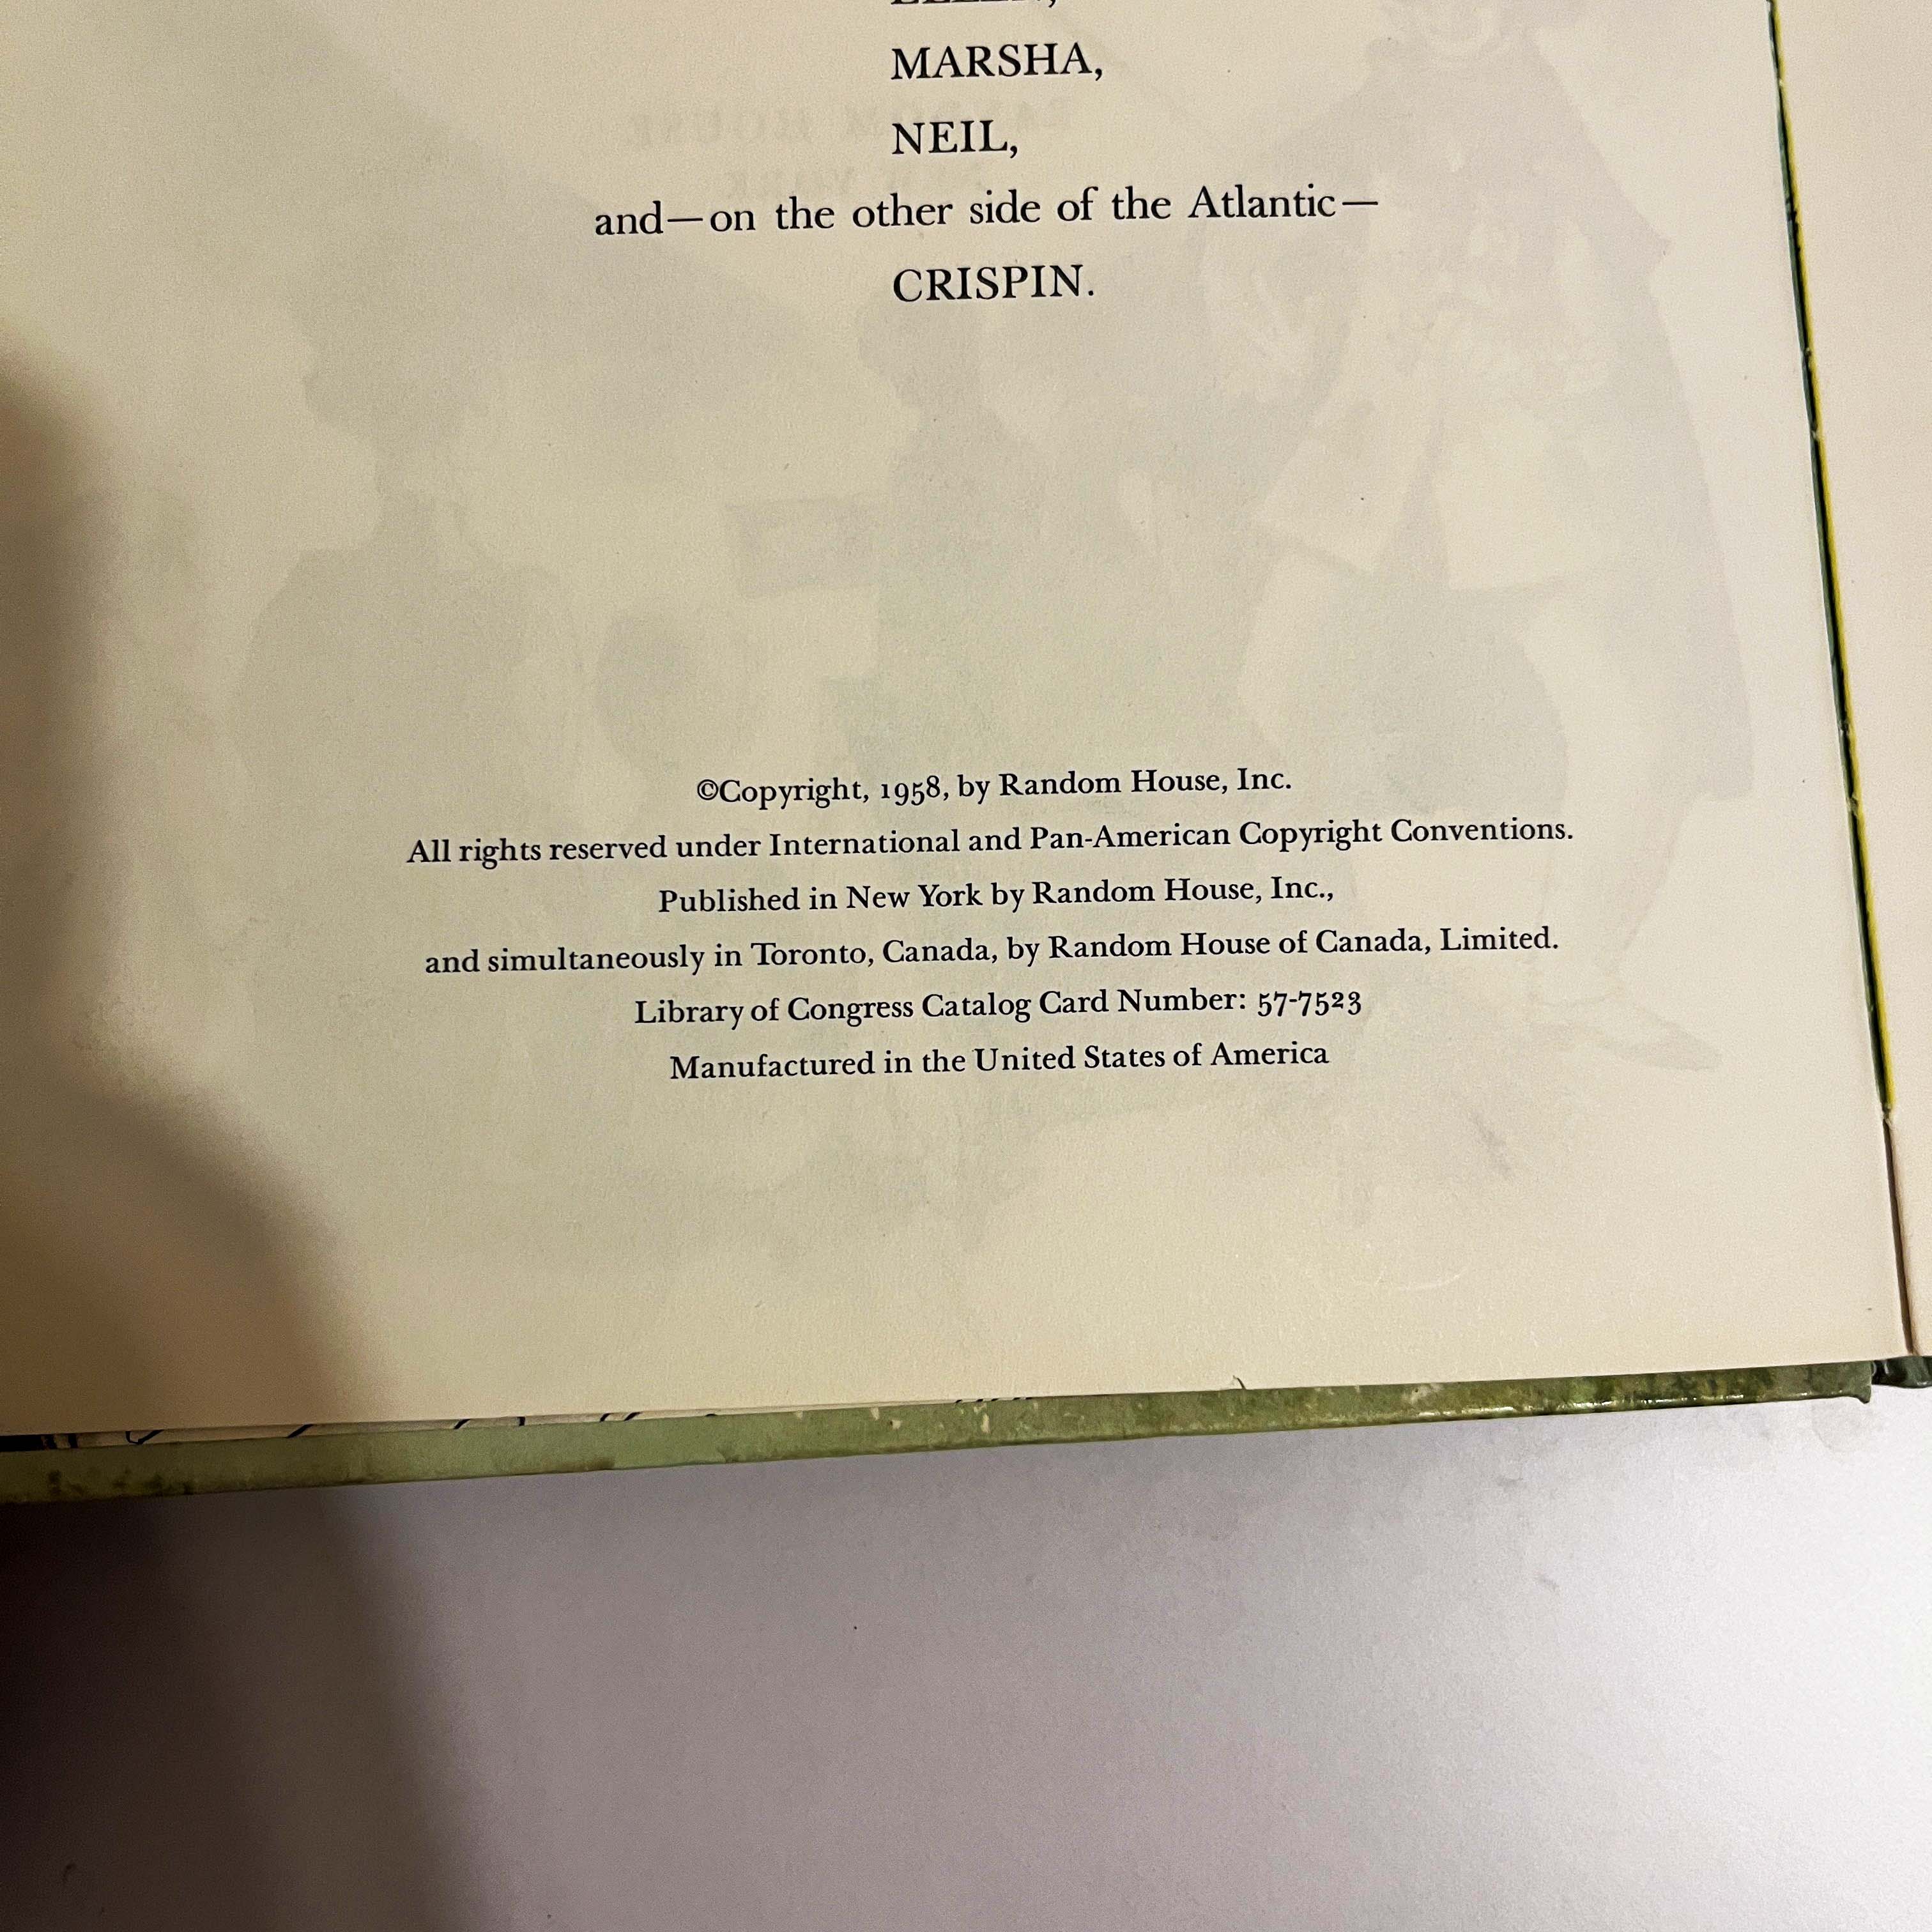 MARSHA,
NEIL,
and—on the other side of the Atlantic—
CRISPIN.
©Copyright, 1958, by Random House, Inc.
All rights reserved under International and Pan-American Copyright Conventions.
Published in New York by Random House, Inc.,
and simultaneously in Toronto, Canada, by Random House of Canada, Limited.
Library of Congress Catalog Card Number: 57-7523
Manufactured in the United States of America